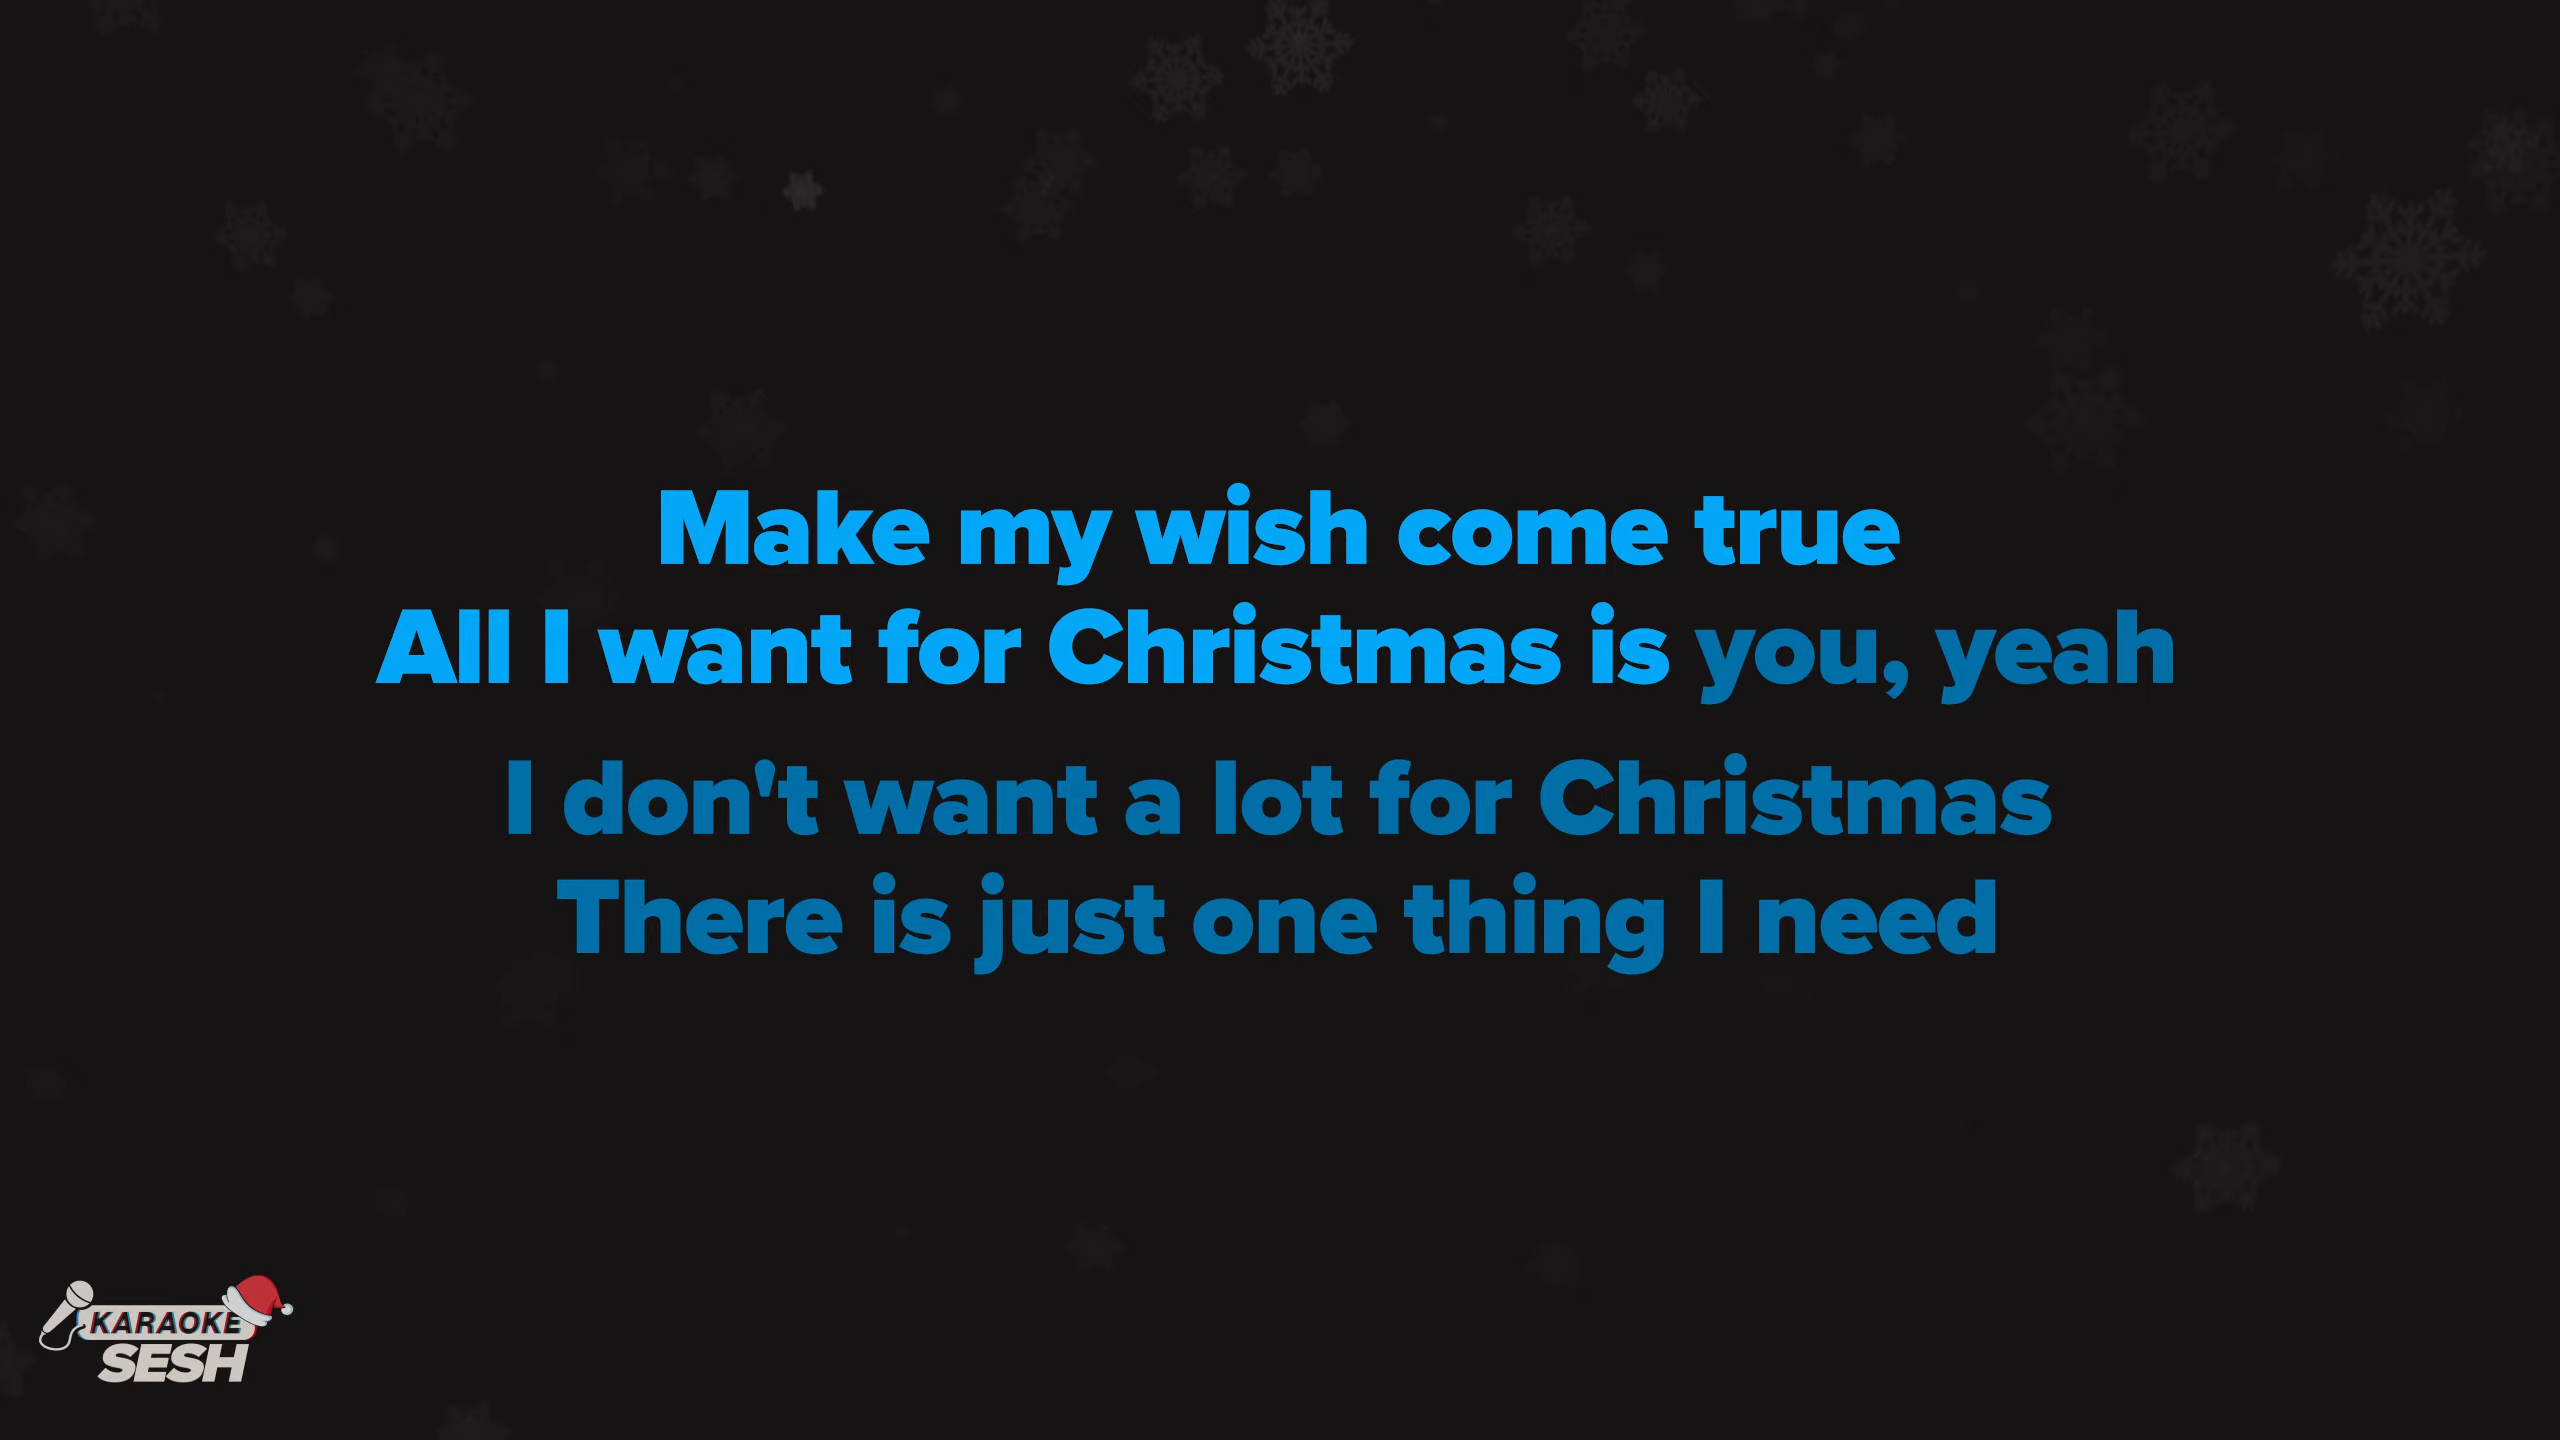 Make my wish come true
All I want for Christmas is you, yeah
I don't want a lot for Christmas
There is just one thing I need
KARAOKE
SESH